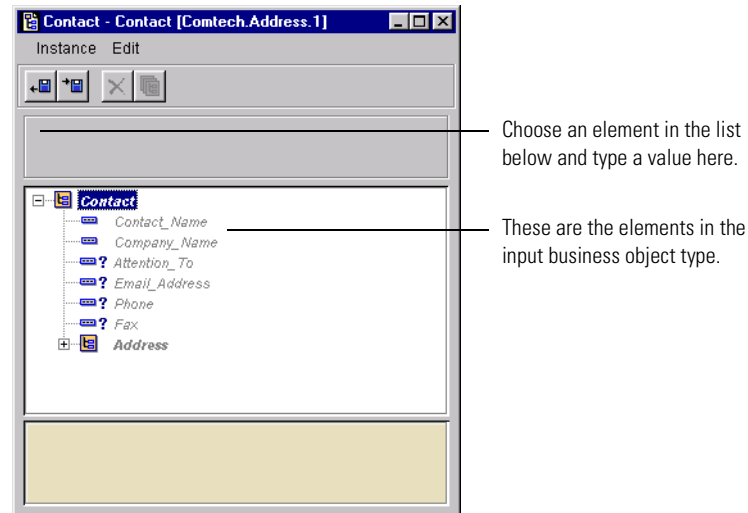 Contact - Contact [Comtech.Address.1]
Instance Edit
Choose an element in the list
below and type a value here.
Contact
Contact_Name
These are the elements in the
Company_Name
input business object type.
? Attention_To
? Email_Address
? Phone
? Fax
Address